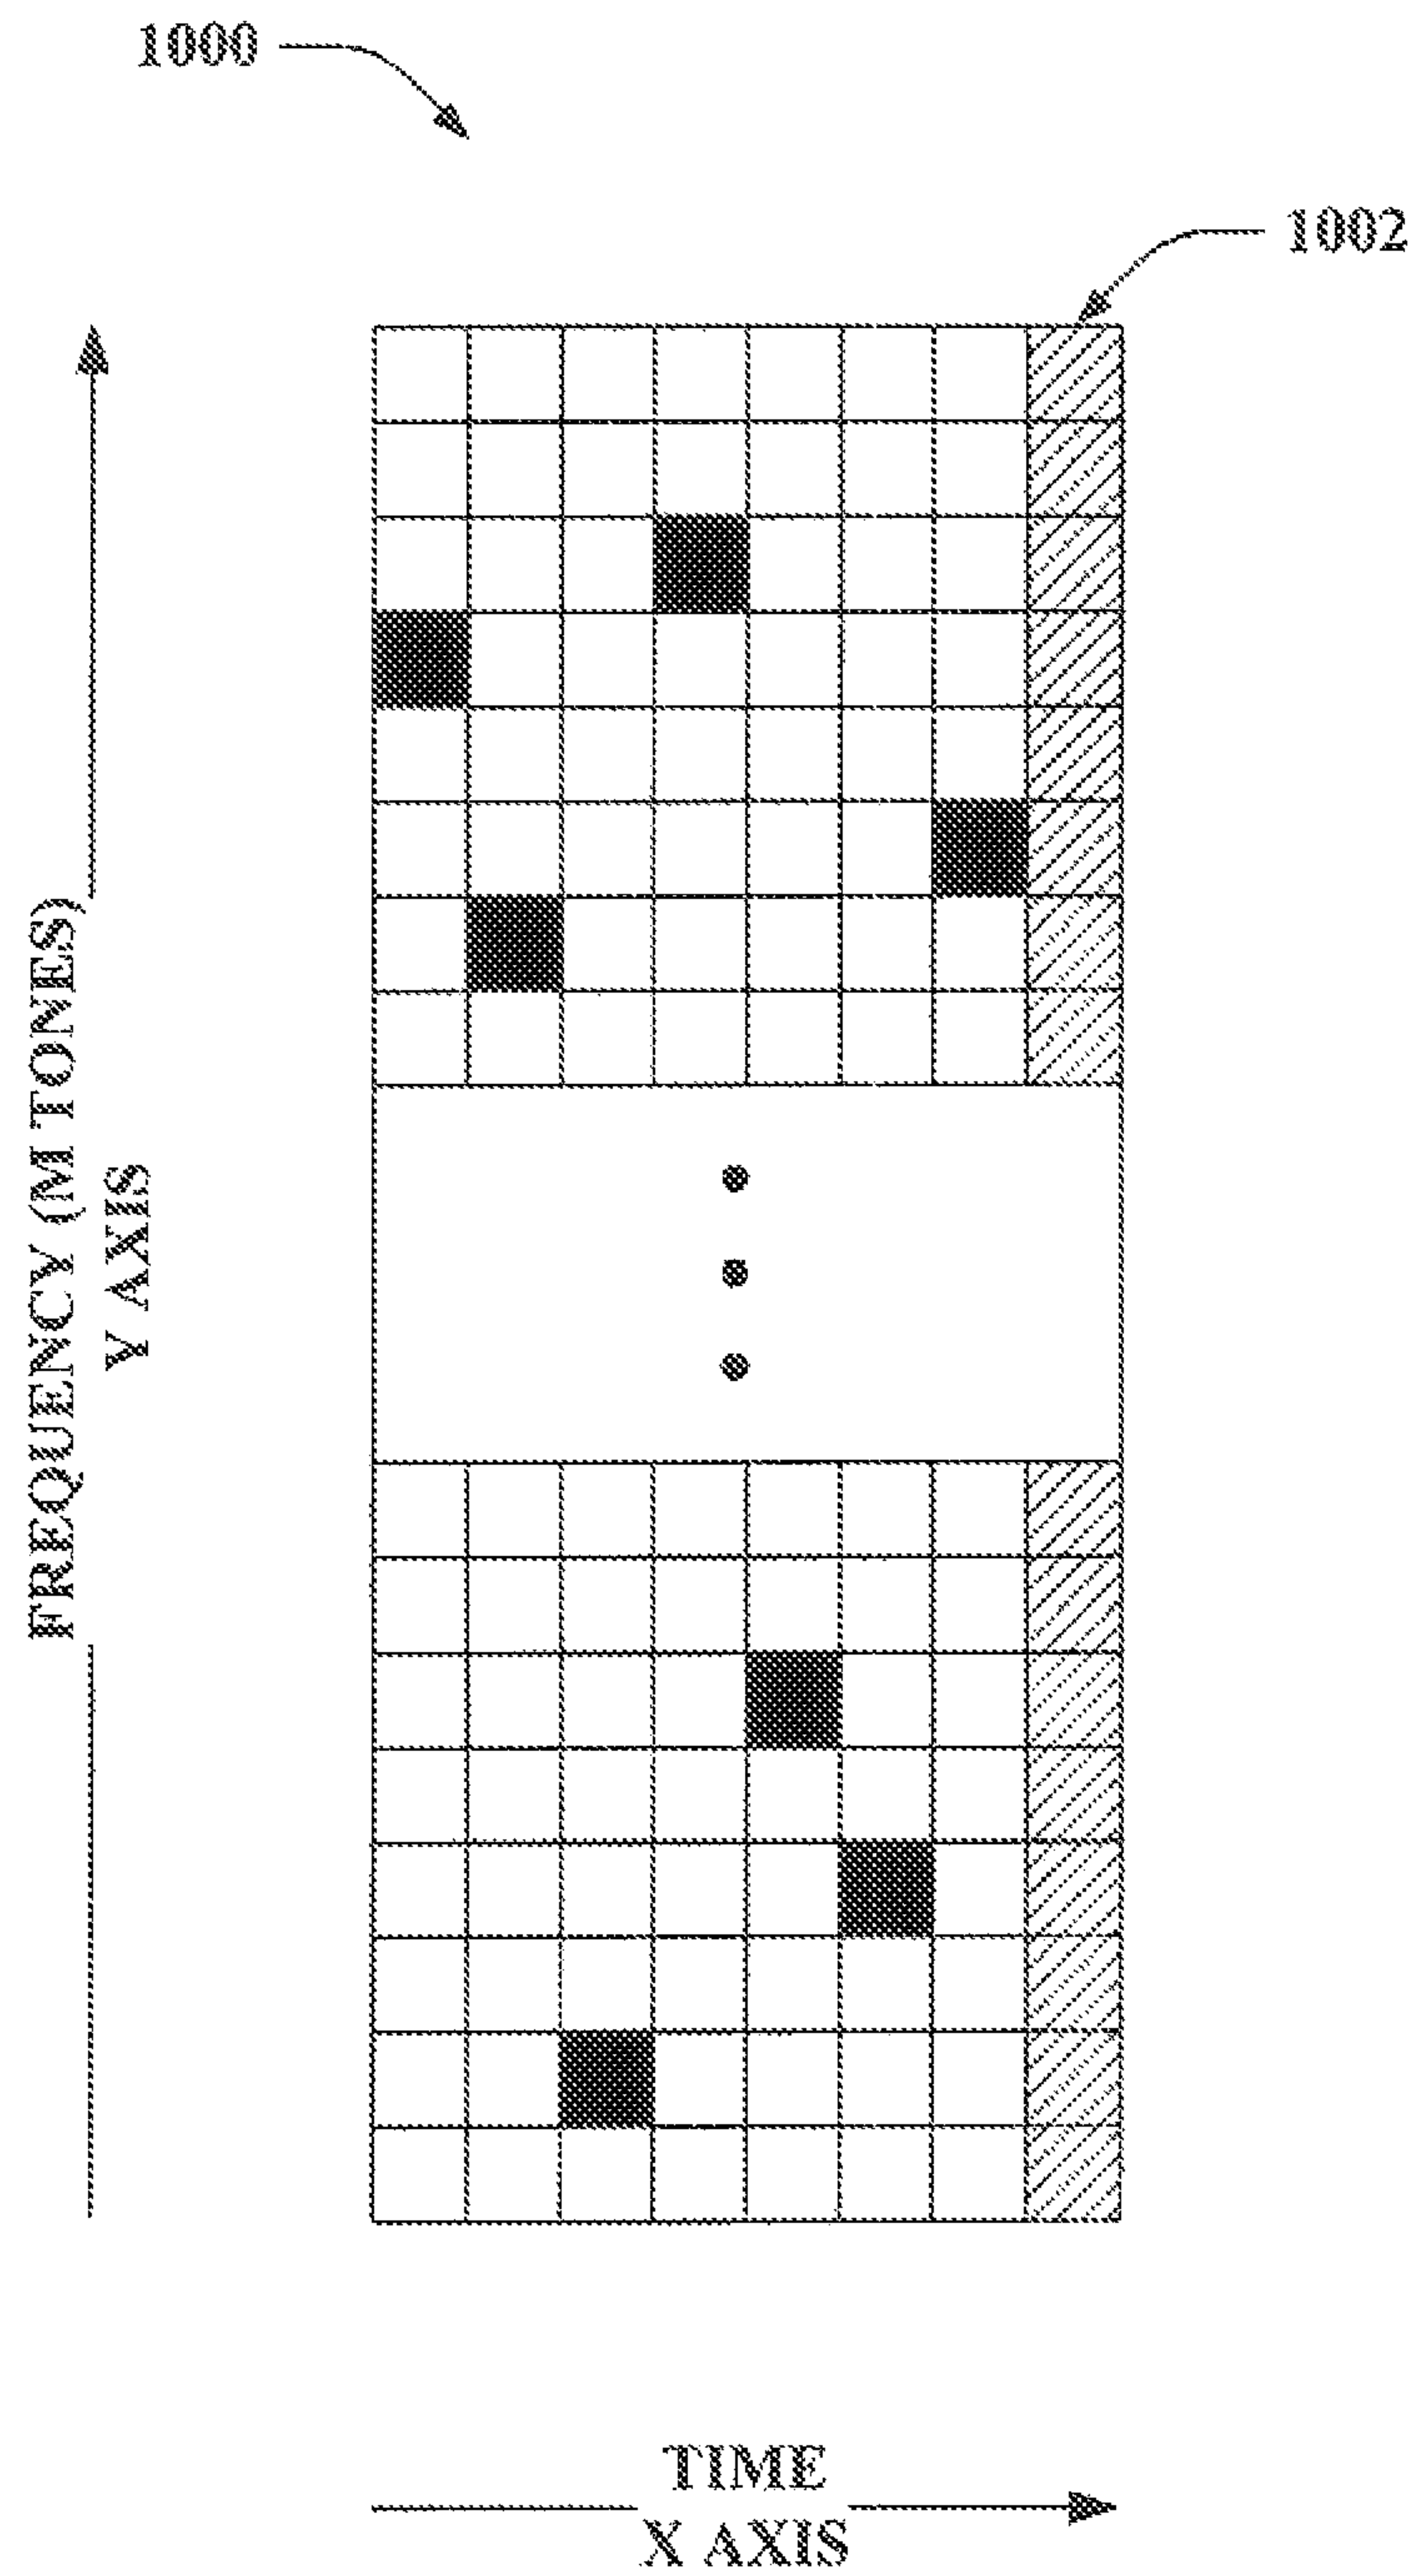 1000
1002
FREQUENCY (M TONES)
Y AXIS
TIME
X AXIS